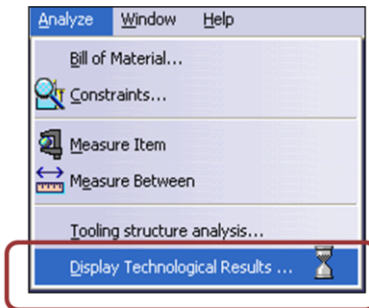 Analyze Window Help
Bill of Material...
Constraints...
Measure Item
Measure Between
Tooling structure analysis...
Display Technological Results ...